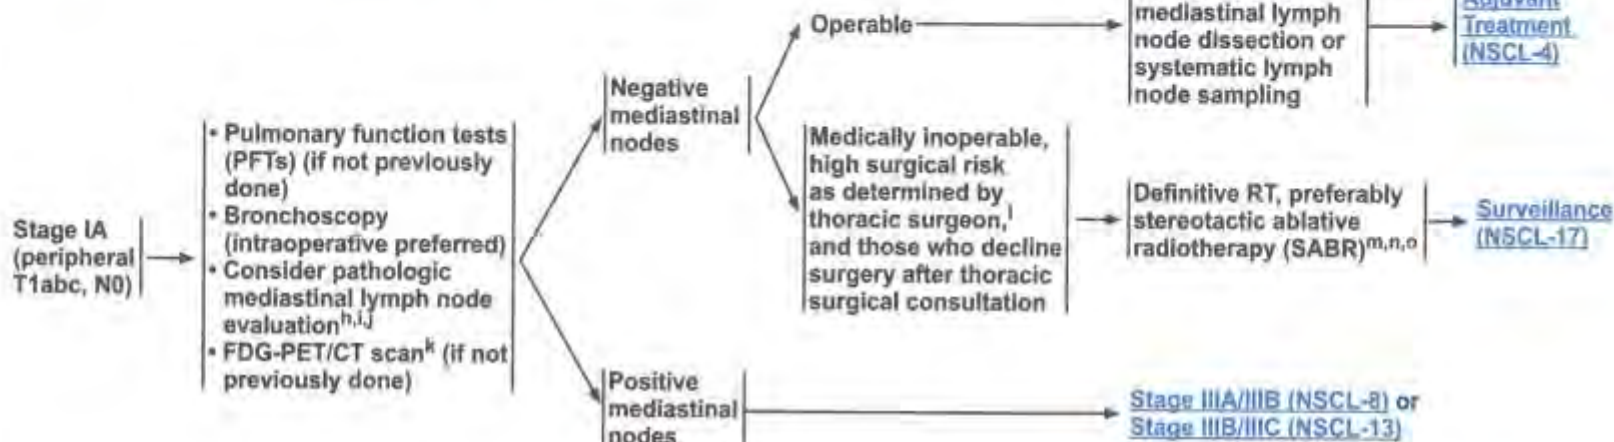 Stage IA
(peripheral
T1abc, N0)
• Pulmonary function tests
(PFTs) (if not previously
done)
• Bronchoscopy
(intraoperative preferred)
• Consider pathologic
mediastinal lymph node
evaluationh,i,j
• FDG-PET/CT scank (if not
previously done)
Negative
mediastinal
nodes
Operable
mediastinal lymph
node dissection or
systematic lymph
node sampling
Adjuvant
Treatment
(NSCL-4)
Medically inoperable,
high surgical risk
as determined by
thoracic surgeon,l
and those who decline
surgery after thoracic
surgical consultation
Definitive RT, preferably
stereotactic ablative
radiotherapy (SABR)m,n,o
Surveillance
(NSCL-17)
Positive
mediastinal
nodes
Stage IIIA/IIIB (NSCL-8) or
Stage IIIB/IIIC (NSCL-13)